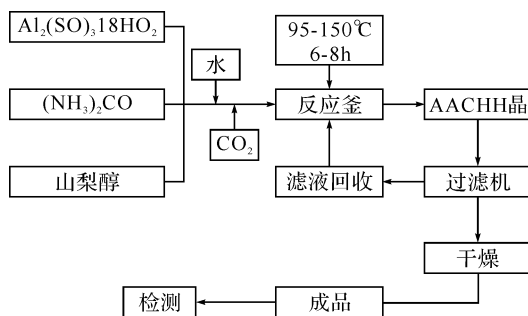 Al₂(SO)₃18HO₂
95-150℃
6-8h
水
(NH₃)₂CO
反应釜
AACHH晶
CO₂
山梨醇
滤液回收
过滤机
干燥
检测
成品